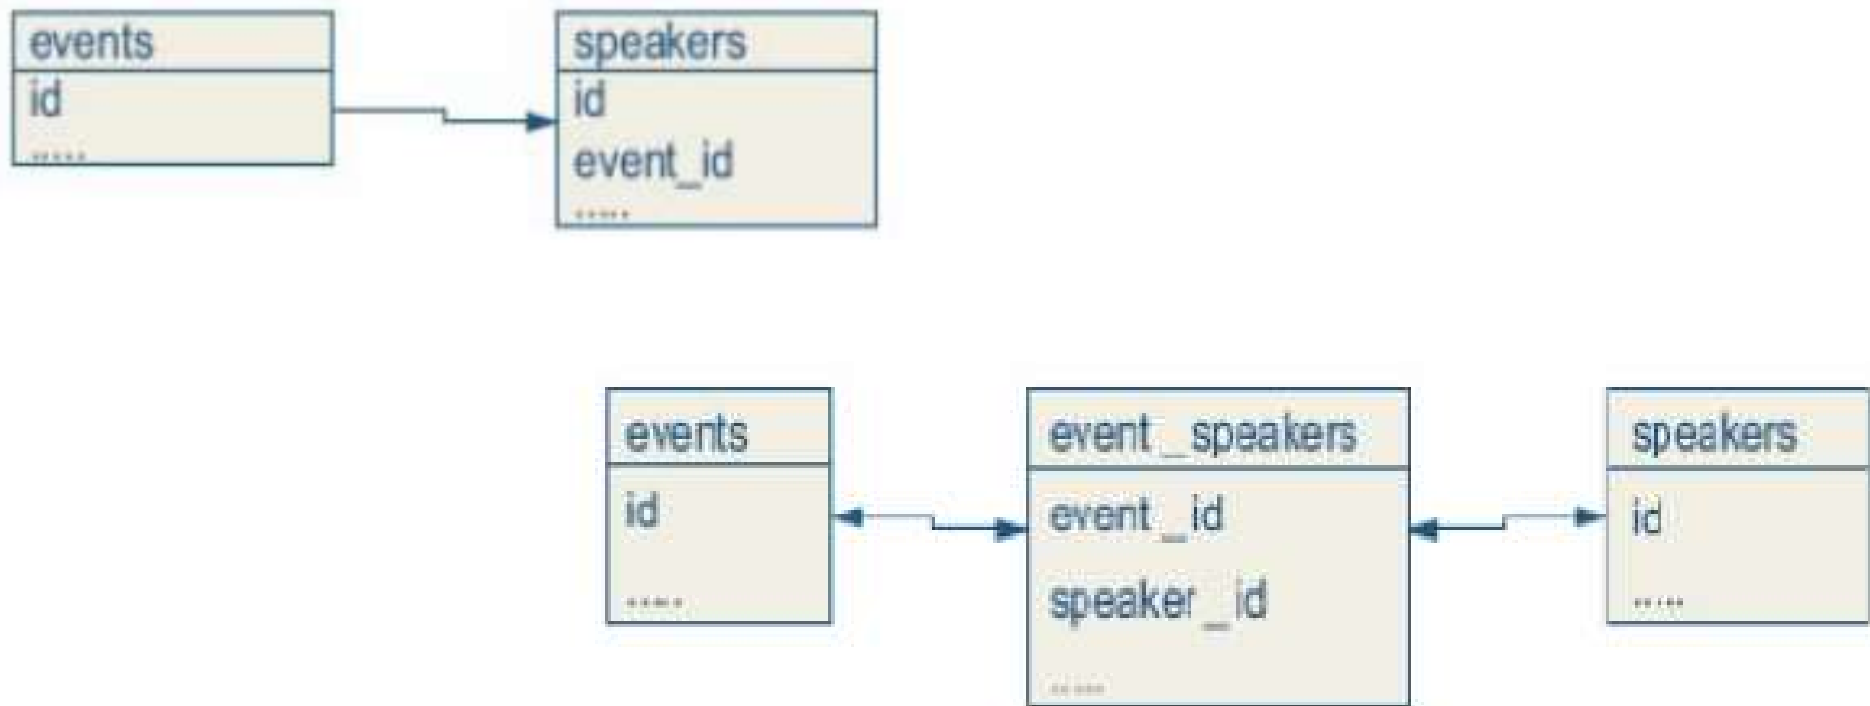 events
id
.....
speakers
id
event_id
.....
events
id
.....
event_speakers
event_id
speaker_id
.....
speakers
id
.....